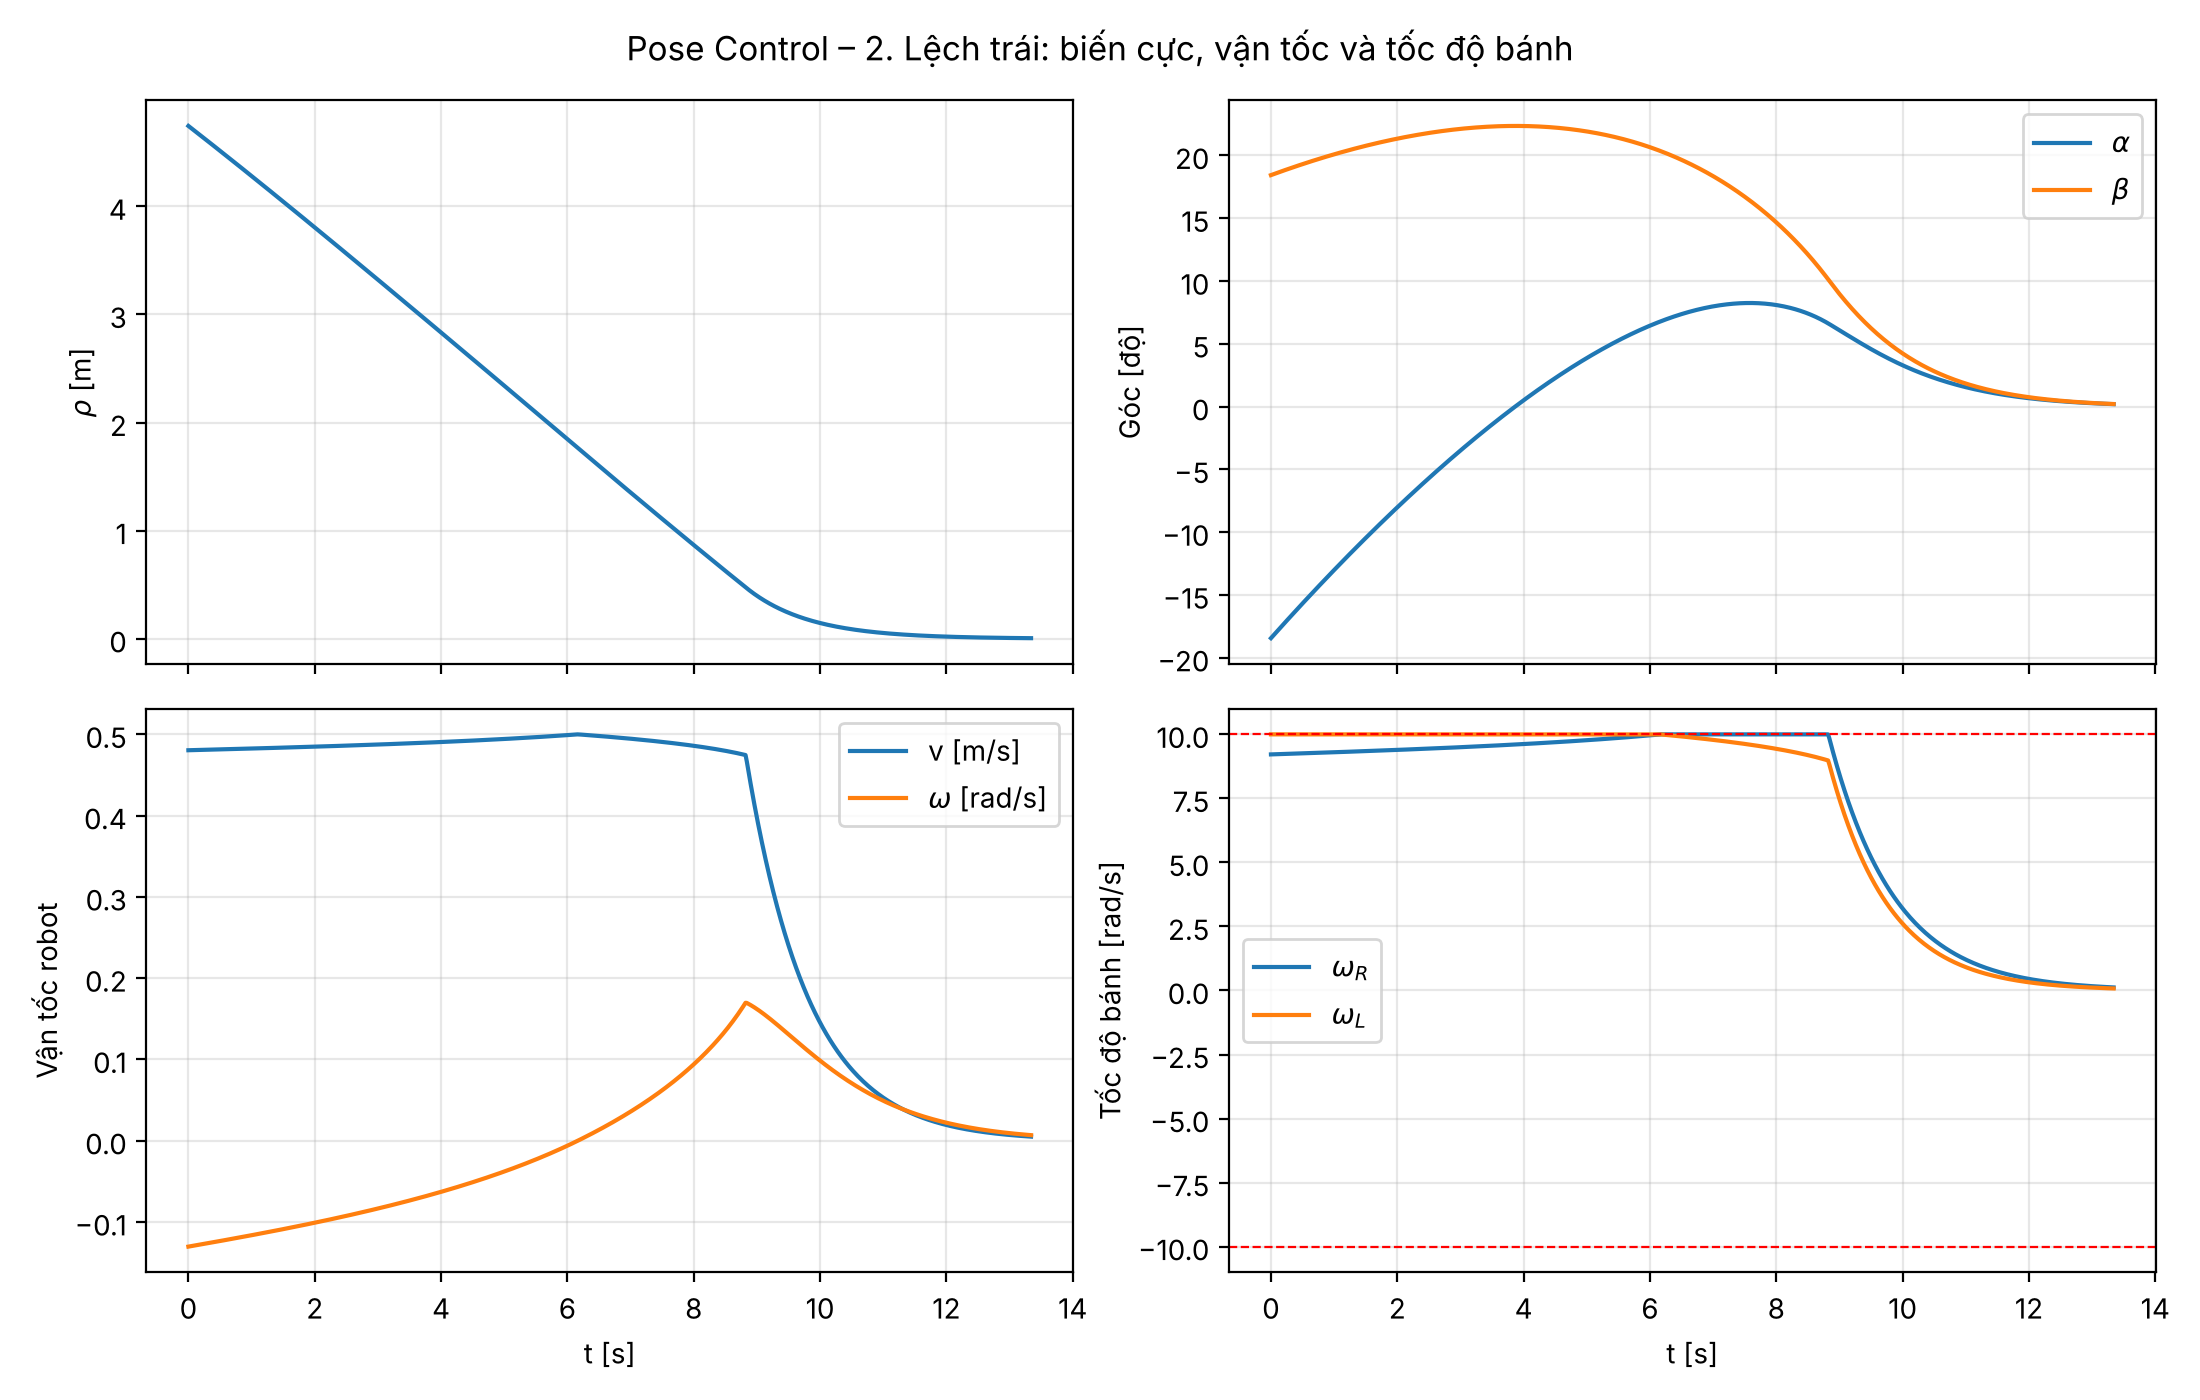 Pose Control – 2. Lệch trái: biến cực, vận tốc và tốc độ bánh
ρ [m]
4
3
2
1
0
Góc [độ]
20
15
10
5
0
−5
−10
−15
−20
α
β
Vận tốc robot
0.5
0.4
0.3
0.2
0.1
0.0
−0.1
v [m/s]
ω [rad/s]
0 2 4 6 8 10 12 14
t [s]
Tốc độ bánh [rad/s]
10.0
7.5
5.0
2.5
0.0
−2.5
−5.0
−7.5
−10.0
ω_R
ω_L
0 2 4 6 8 10 12 14
t [s]